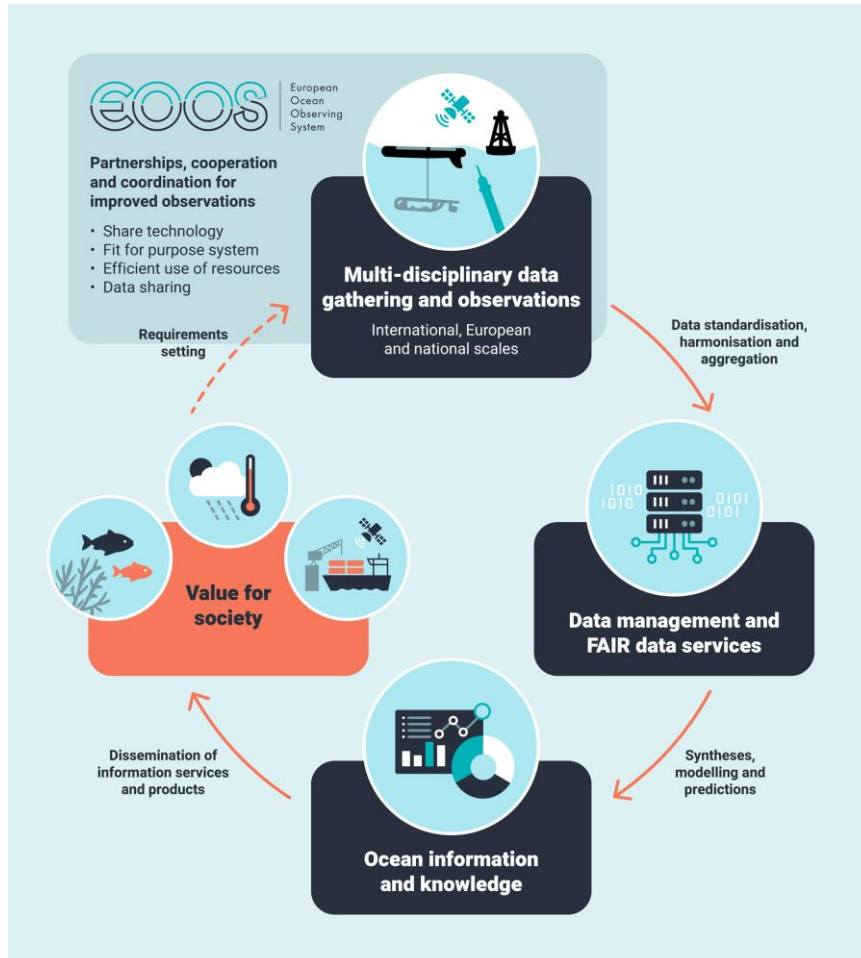 EOOS
European
Ocean
Observing
System
Partnerships, cooperation
and coordination for
improved observations
• Share technology
• Fit for purpose system
• Efficient use of resources
• Data sharing
Multi-disciplinary data
gathering and observations
International, European
and national scales
Requirements
setting
Data standardisation,
harmonisation and
aggregation
1010
1010
0101
0101
Data management and
FAIR data services
Value for
society
Dissemination of
information services
and products
Syntheses,
modelling and
predictions
Ocean information
and knowledge